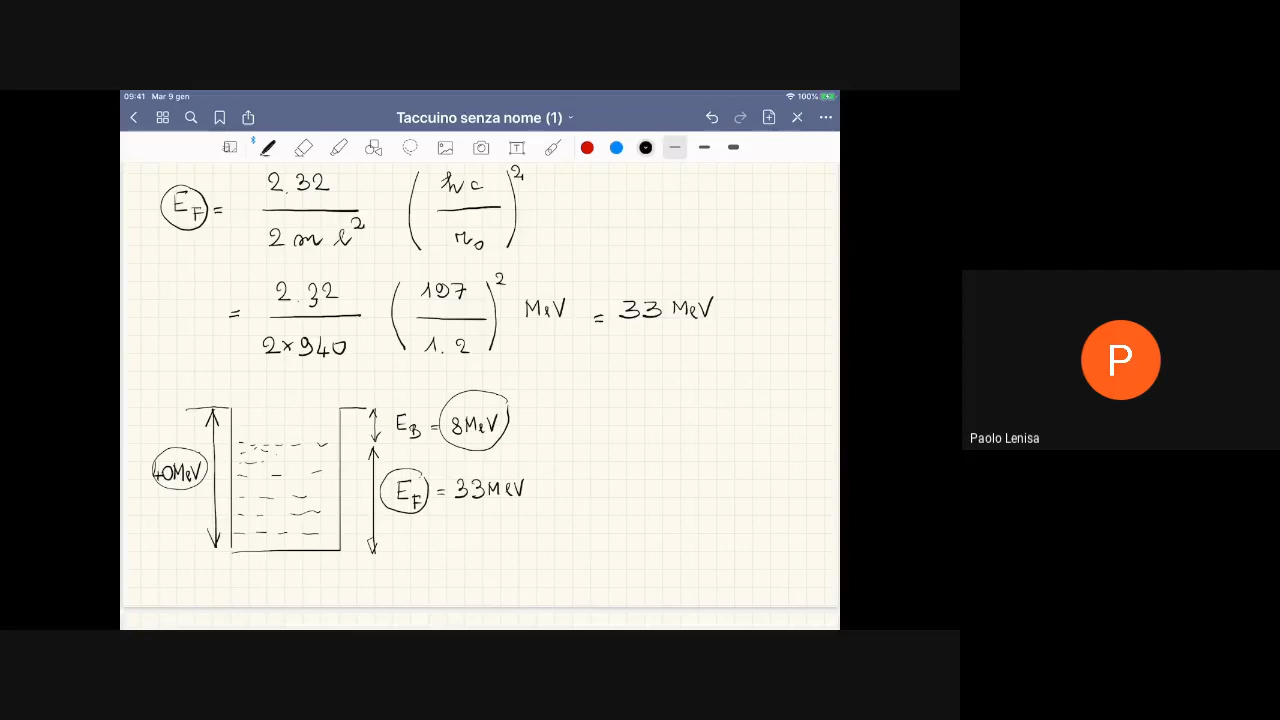 09:41 Mar 9 gen 100%
Taccuino senza nome (1)
E_F = 2.32 / 2 m c² (ħc / r₀)²
= 2.32 / 2×940 (197 / 1.2)² MeV = 33 MeV
E_B = 8MeV
40MeV
E_F = 33MeV
P
Paolo Lenisa